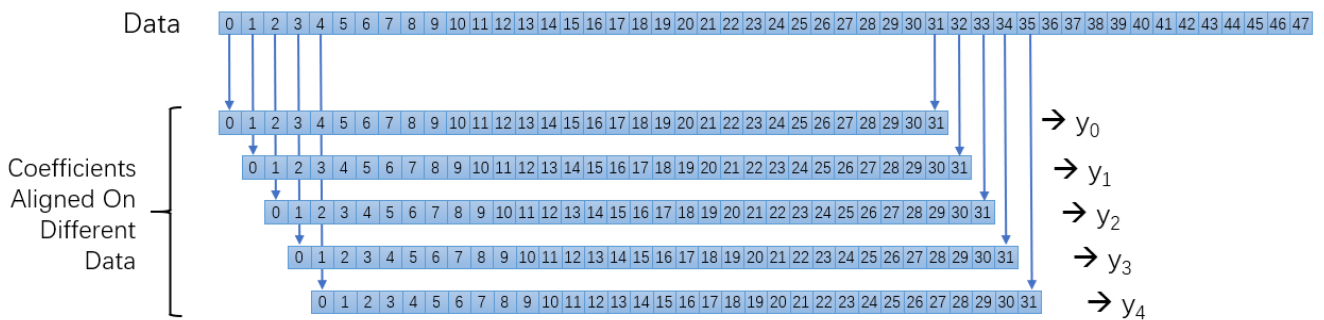 Data 0 1 2 3 4 5 6 7 8 9 10 11 12 13 14 15 16 17 18 19 20 21 22 23 24 25 26 27 28 29 30 31 32 33 34 35 36 37 38 39 40 41 42 43 44 45 46 47
0 1 2 3 4 5 6 7 8 9 10 11 12 13 14 15 16 17 18 19 20 21 22 23 24 25 26 27 28 29 30 31 → y₀
0 1 2 3 4 5 6 7 8 9 10 11 12 13 14 15 16 17 18 19 20 21 22 23 24 25 26 27 28 29 30 31 → y₁
0 1 2 3 4 5 6 7 8 9 10 11 12 13 14 15 16 17 18 19 20 21 22 23 24 25 26 27 28 29 30 31 → y₂
0 1 2 3 4 5 6 7 8 9 10 11 12 13 14 15 16 17 18 19 20 21 22 23 24 25 26 27 28 29 30 31 → y₃
0 1 2 3 4 5 6 7 8 9 10 11 12 13 14 15 16 17 18 19 20 21 22 23 24 25 26 27 28 29 30 31 → y₄
Coefficients
Aligned On
Different
Data